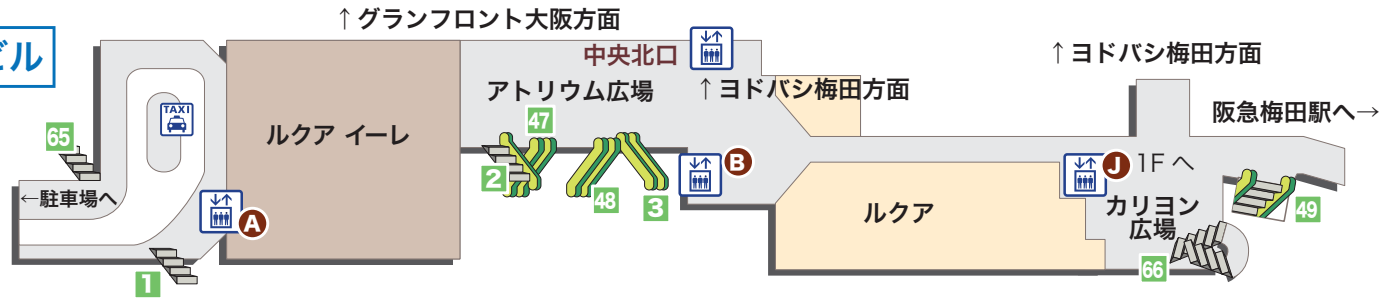 ビル
↑グランフロント大阪方面
中央北口
アトリウム広場
↑ヨドバシ梅田方面
↑ヨドバシ梅田方面
阪急梅田駅へ→
TAXI
ルクア イーレ
65
47
2
48
3
B
J
1Fへ
←駐車場へ
A
ルクア
カリヨン
広場
49
66
1